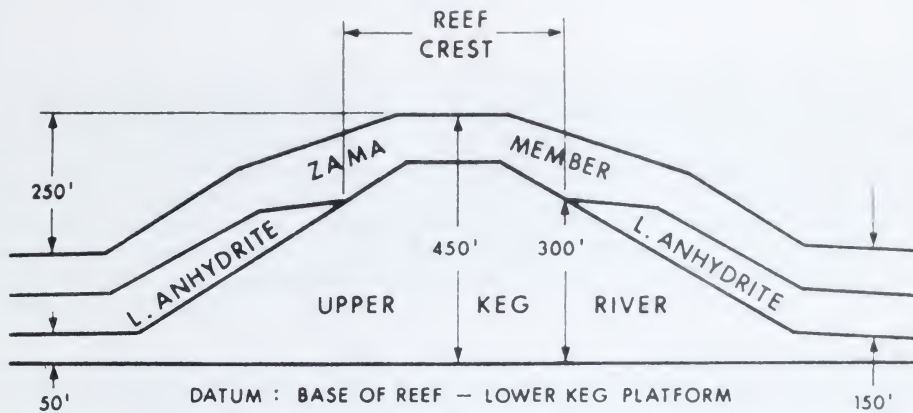 REEF
CREST
ZAMA MEMBER
250'
L. ANHYDRITE
450'
300'
L. ANHYDRITE
UPPER KEG RIVER
50'
DATUM : BASE OF REEF — LOWER KEG PLATFORM
150'